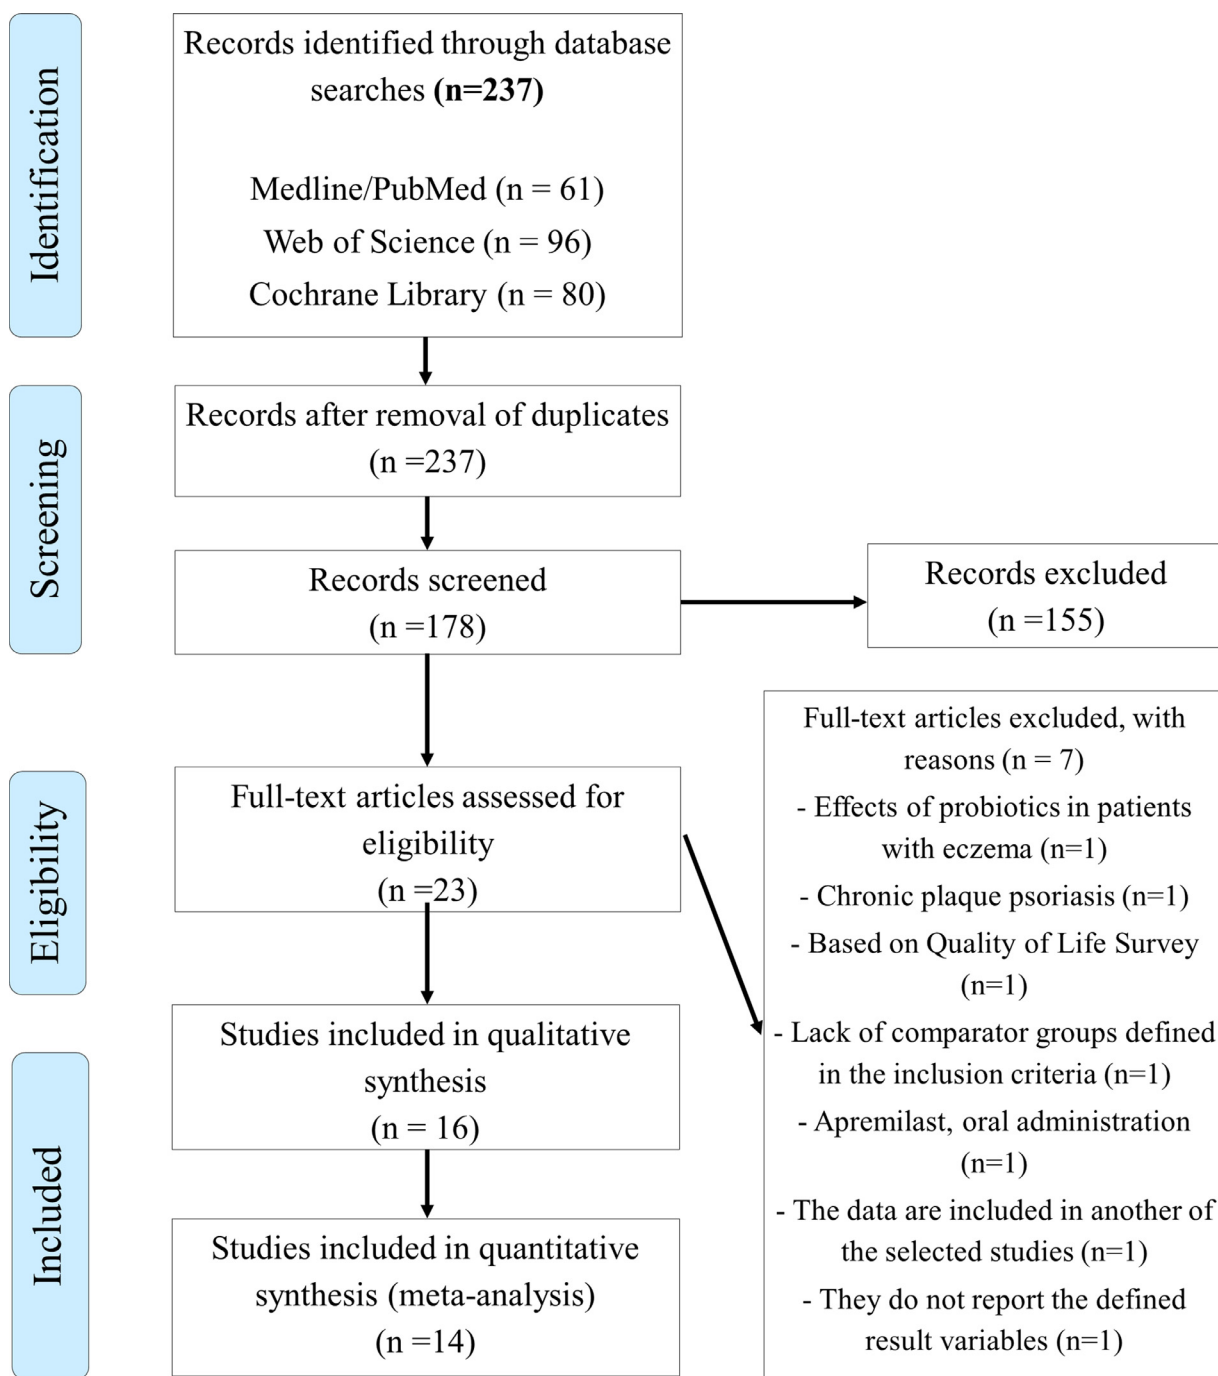 Identification
Records identified through database
searches (n=237)
Medline/PubMed (n = 61)
Web of Science (n = 96)
Cochrane Library (n = 80)
Screening
Records after removal of duplicates
(n =237)
Records screened
(n =178)
Records excluded
(n =155)
Eligibility
Full-text articles assessed for
eligibility
(n =23)
Full-text articles excluded, with
reasons (n = 7)
- Effects of probiotics in patients
with eczema (n=1)
- Chronic plaque psoriasis (n=1)
- Based on Quality of Life Survey
(n=1)
- Lack of comparator groups defined
in the inclusion criteria (n=1)
- Apremilast, oral administration
(n=1)
- The data are included in another of
the selected studies (n=1)
- They do not report the defined
result variables (n=1)
Included
Studies included in qualitative
synthesis
(n = 16)
Studies included in quantitative
synthesis (meta-analysis)
(n =14)